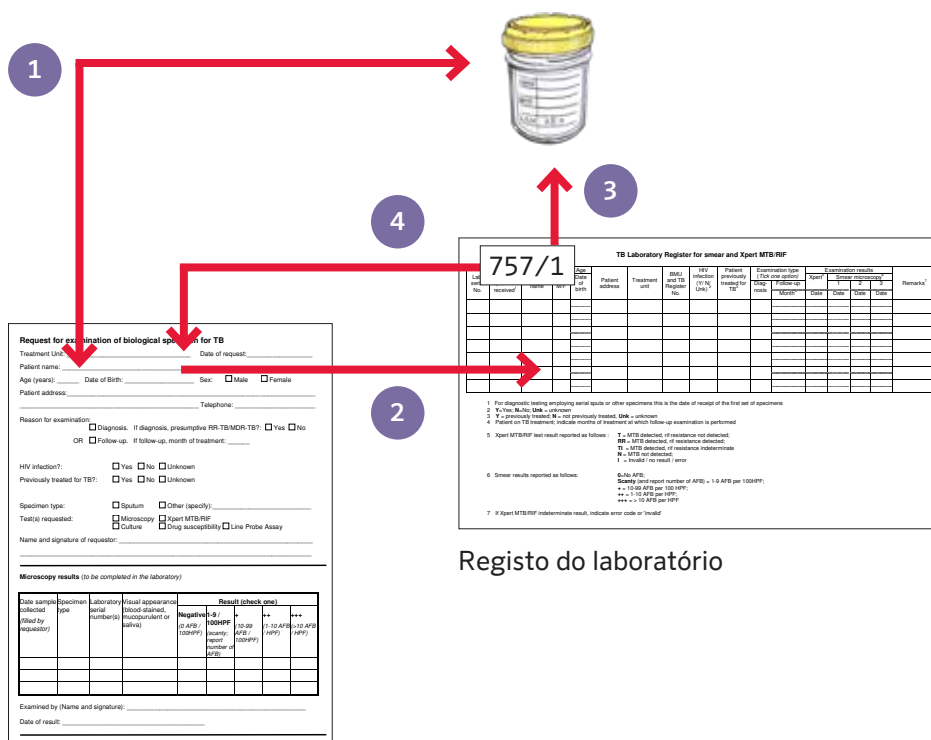 1
3
4
2
757/1
TB Laboratory Register for smear and Xpert MTB/RIF
Lab. serial No.
received¹
name
M/F
Age
Date of birth
Patient address
Treatment unit
BMU and TB Register No.
HIV infection (Y/ N/ Unk)²
Patient previously treated for TB³
Examination type
(Tick one option)
Diag-nosis
Follow-up
Month⁴
Examination results
Xpert⁵
Smear microscopy⁶
1 2 3
Date Date Date Date
Remarks⁷
1 For diagnostic testing employing serial sputa or other specimens this is the date of receipt of the first set of specimens
2 Y=Yes; N=No; Unk = unknown
3 Y = previously treated; N = not previously treated, Unk = unknown
4 Patient on TB treatment; indicate months of treatment at which follow-up examination is performed
5 Xpert MTB/RIF test result reported as follows : T = MTB detected, rif resistance not detected;
RR = MTB detected, rif resistance detected;
TI = MTB detected, rif resistance indeterminate
N = MTB not detected;
I = Invalid / no result / error
6 Smear results reported as follows: 0=No AFB;
Scanty (and report number of AFB) = 1-9 AFB per 100HPF;
+ = 10-99 AFB per 100 HPF;
++ = 1-10 AFB per HPF;
+++ = > 10 AFB per HPF
7 If Xpert MTB/RIF indeterminate result, indicate error code or 'invalid'
Registo do laboratório
Request for examination of biological specimen for TB
Treatment Unit: Date of request:
Patient name:
Age (years): Date of Birth: Sex: Male Female
Patient address:
Telephone:
Reason for examination:
Diagnosis. If diagnosis, presumptive RR-TB/MDR-TB?: Yes No
OR Follow-up. If follow-up, month of treatment:
HIV infection?: Yes No Unknown
Previously treated for TB?: Yes No Unknown
Specimen type: Sputum Other (specify):
Test(s) requested: Microscopy Xpert MTB/RIF
Culture Drug susceptibility Line Probe Assay
Name and signature of requestor:
Microscopy results (to be completed in the laboratory)
Date sample collected (filled by requestor)
Specimen type
Laboratory serial number(s)
Visual appearance (blood-stained, mucopurulent or saliva)
Result (check one)
Negative (0 AFB / 100HPF)
1-9 / 100HPF (scanty; report number of AFB)
+ (10-99 AFB / 100HPF)
++ (1-10 AFB / HPF)
+++ (>10 AFB / HPF)
Examined by (Name and signature):
Date of result: